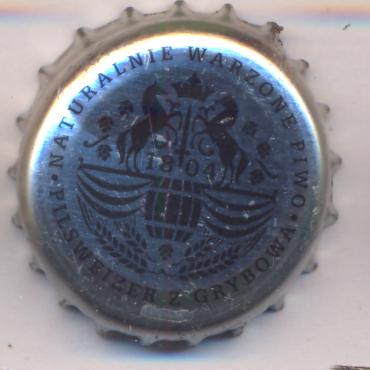 NATURALNIE WARZONE PIWO
PILSWEIZER Z GRYBOWA
1804